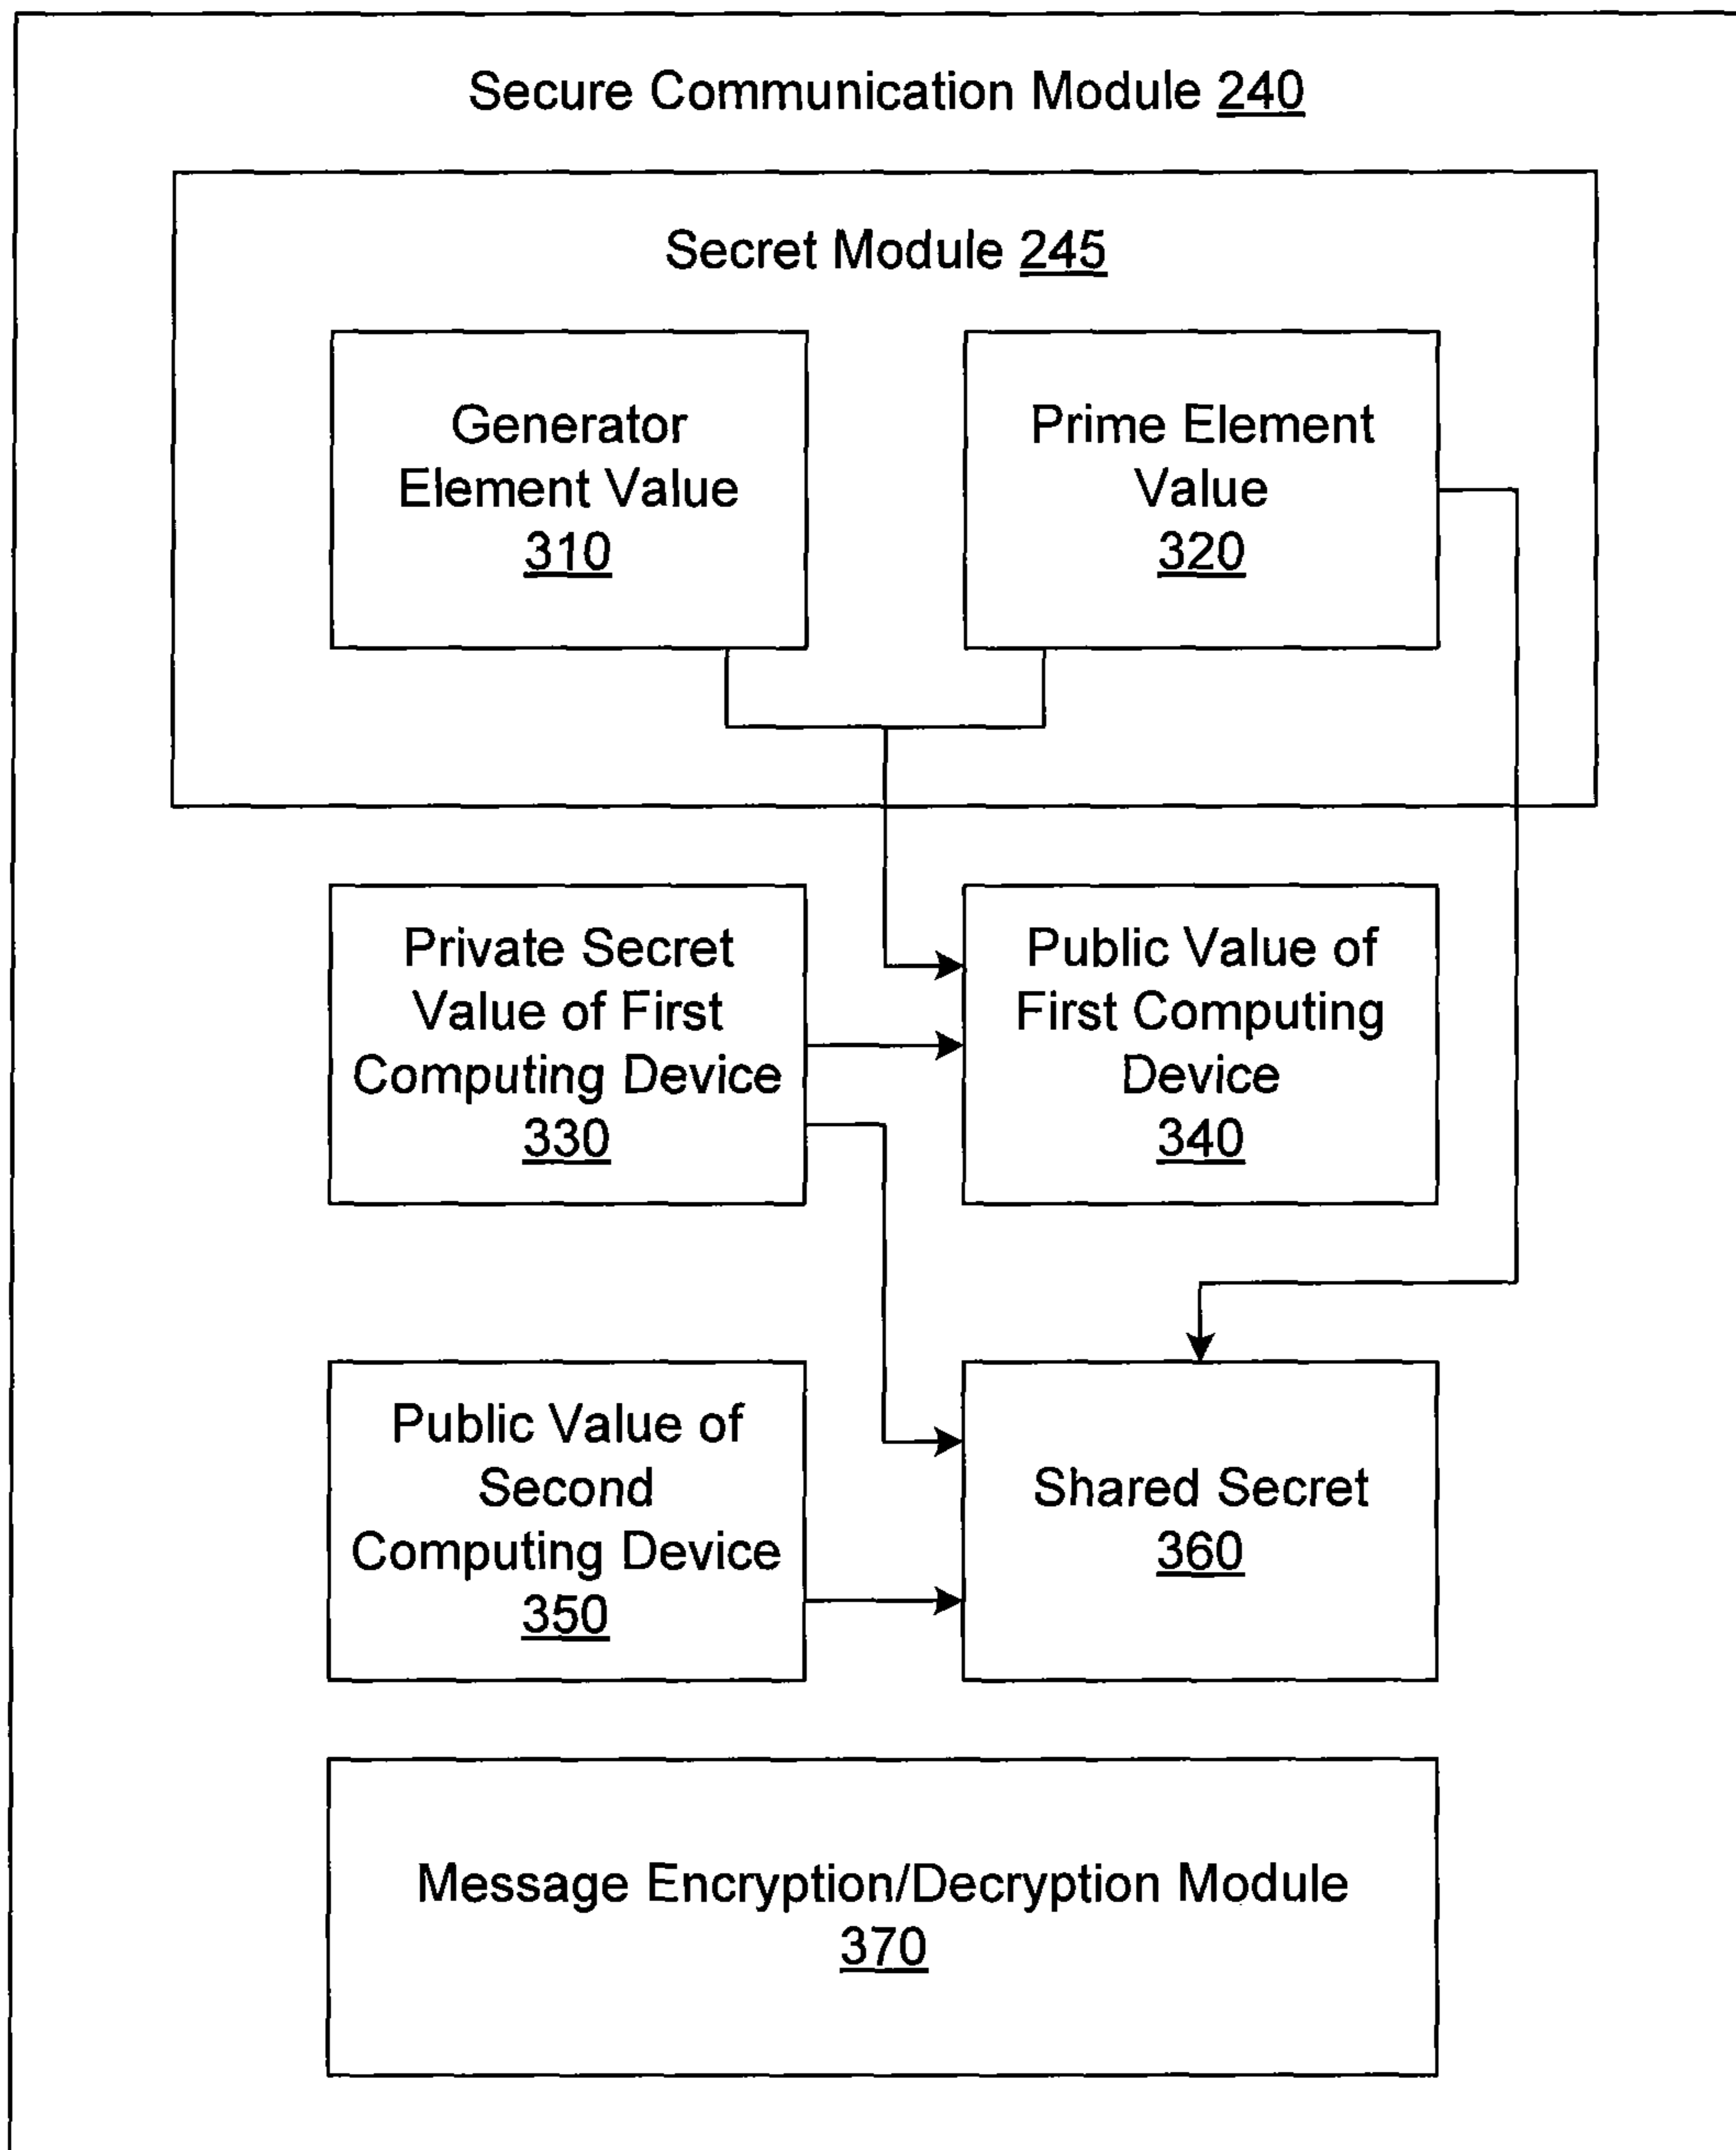 Secure Communication Module 240
Secret Module 245
Generator
Element Value
310
Prime Element
Value
320
Private Secret
Value of First
Computing Device
330
Public Value of
First Computing
Device
340
Public Value of
Second
Computing Device
350
Shared Secret
360
Message Encryption/Decryption Module
370